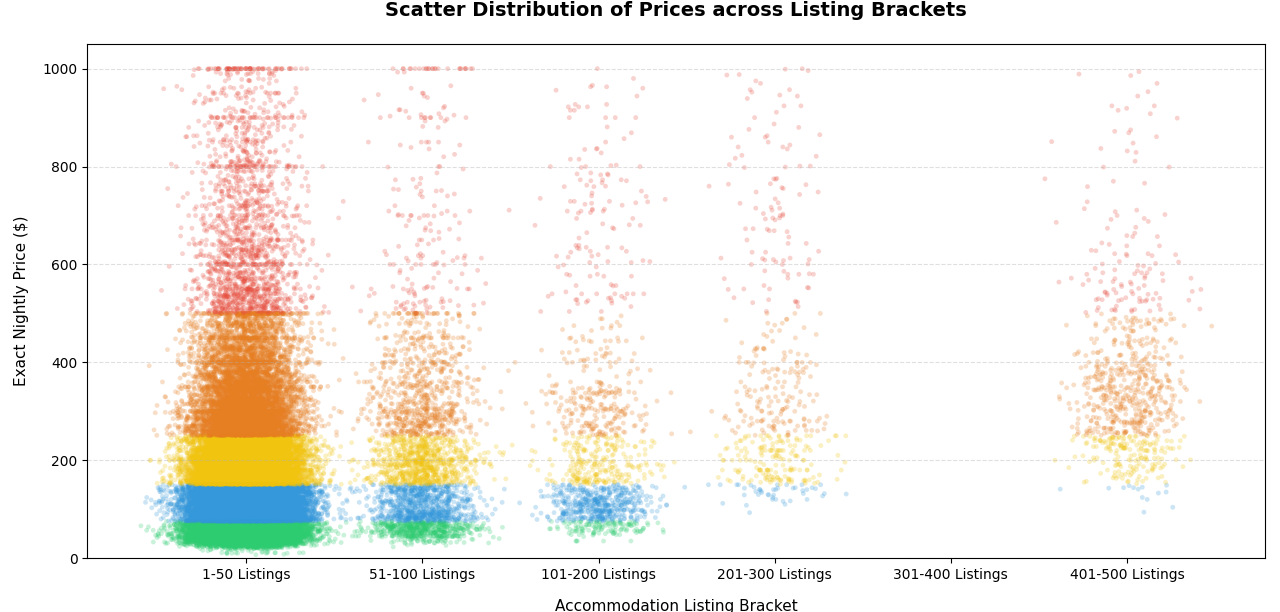 Scatter Distribution of Prices across Listing Brackets
Exact Nightly Price ($)
1000
800
600
400
200
0
1-50 Listings
51-100 Listings
101-200 Listings
201-300 Listings
301-400 Listings
401-500 Listings
Accommodation Listing Bracket